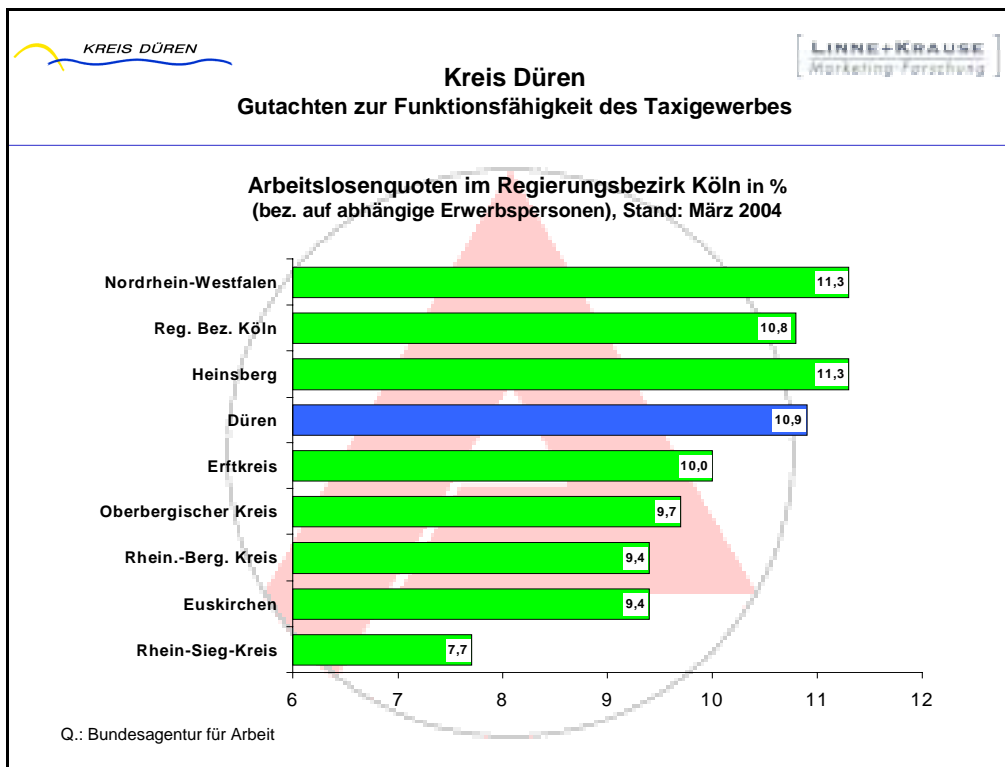 KREIS DÜREN
LINNE+KRAUSE
Marketing-Forschung
Kreis Düren
Gutachten zur Funktionsfähigkeit des Taxigewerbes
Arbeitslosenquoten im Regierungsbezirk Köln in %
(bez. auf abhängige Erwerbspersonen), Stand: März 2004
Nordrhein-Westfalen 11,3
Reg. Bez. Köln 10,8
Heinsberg 11,3
Düren 10,9
Erftkreis 10,0
Oberbergischer Kreis 9,7
Rhein.-Berg. Kreis 9,4
Euskirchen 9,4
Rhein-Sieg-Kreis 7,7
6 7 8 9 10 11 12
Q.: Bundesagentur für Arbeit